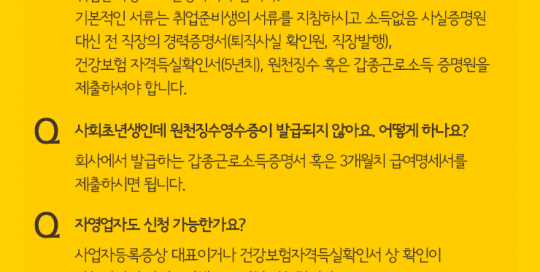 기본적인 서류는 취업준비생의 서류를 지참하시고 소득없음 사실증명원
대신 전 직장의 경력증명서(퇴직사실 확인원, 직장발행),
건강보험 자격득실확인서(5년치), 원천징수 혹은 갑종근로소득 증명원을
제출하셔야 합니다.
Q 사회초년생인데 원천징수영수증이 발급되지 않아요. 어떻게 하나요?
회사에서 발급하는 갑종근로소득증명서 혹은 3개월치 급여명세서를
제출하시면 됩니다.
Q 자영업자도 신청 가능한가요?
사업자등록증상 대표이거나 건강보험자격득실확인서 상 확인이